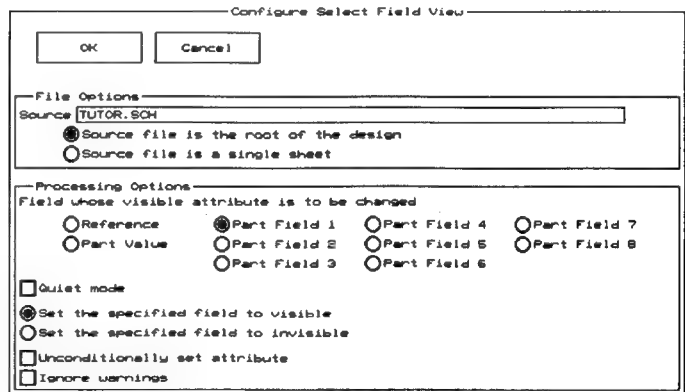 Configure Select Field View
OK Cancel
File Options
Source TUTOR.SCH
Source file is the root of the design
Source file is a single sheet
Processing Options
Field whose visible attribute is to be changed
Reference Part Field 1 Part Field 4 Part Field 7
Part Value Part Field 2 Part Field 5 Part Field 8
Part Field 3 Part Field 6
Quiet mode
Set the specified field to visible
Set the specified field to invisible
Unconditionally set attribute
Ignore warnings